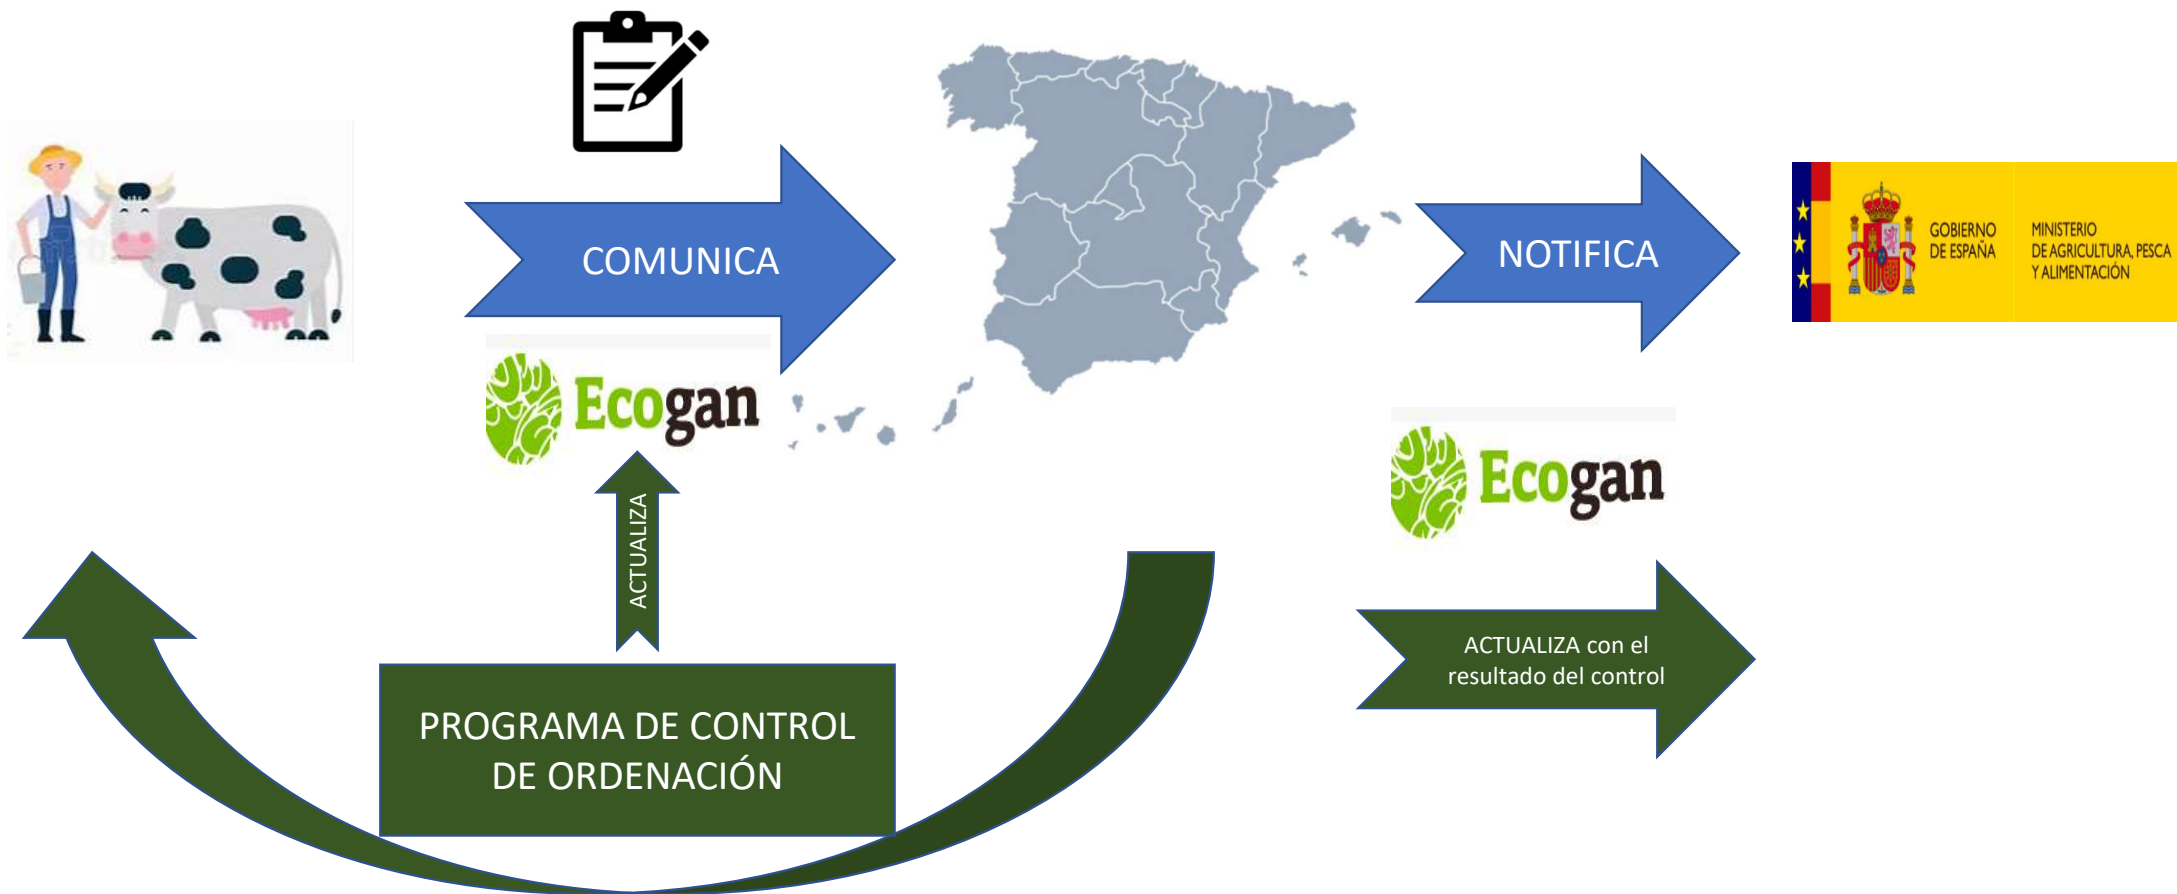 COMUNICA
NOTIFICA
GOBIERNO
DE ESPAÑA
MINISTERIO
DE AGRICULTURA, PESCA
Y ALIMENTACIÓN
Ecogan
Ecogan
ACTUALIZA
ACTUALIZA con el
resultado del control
PROGRAMA DE CONTROL
DE ORDENACIÓN